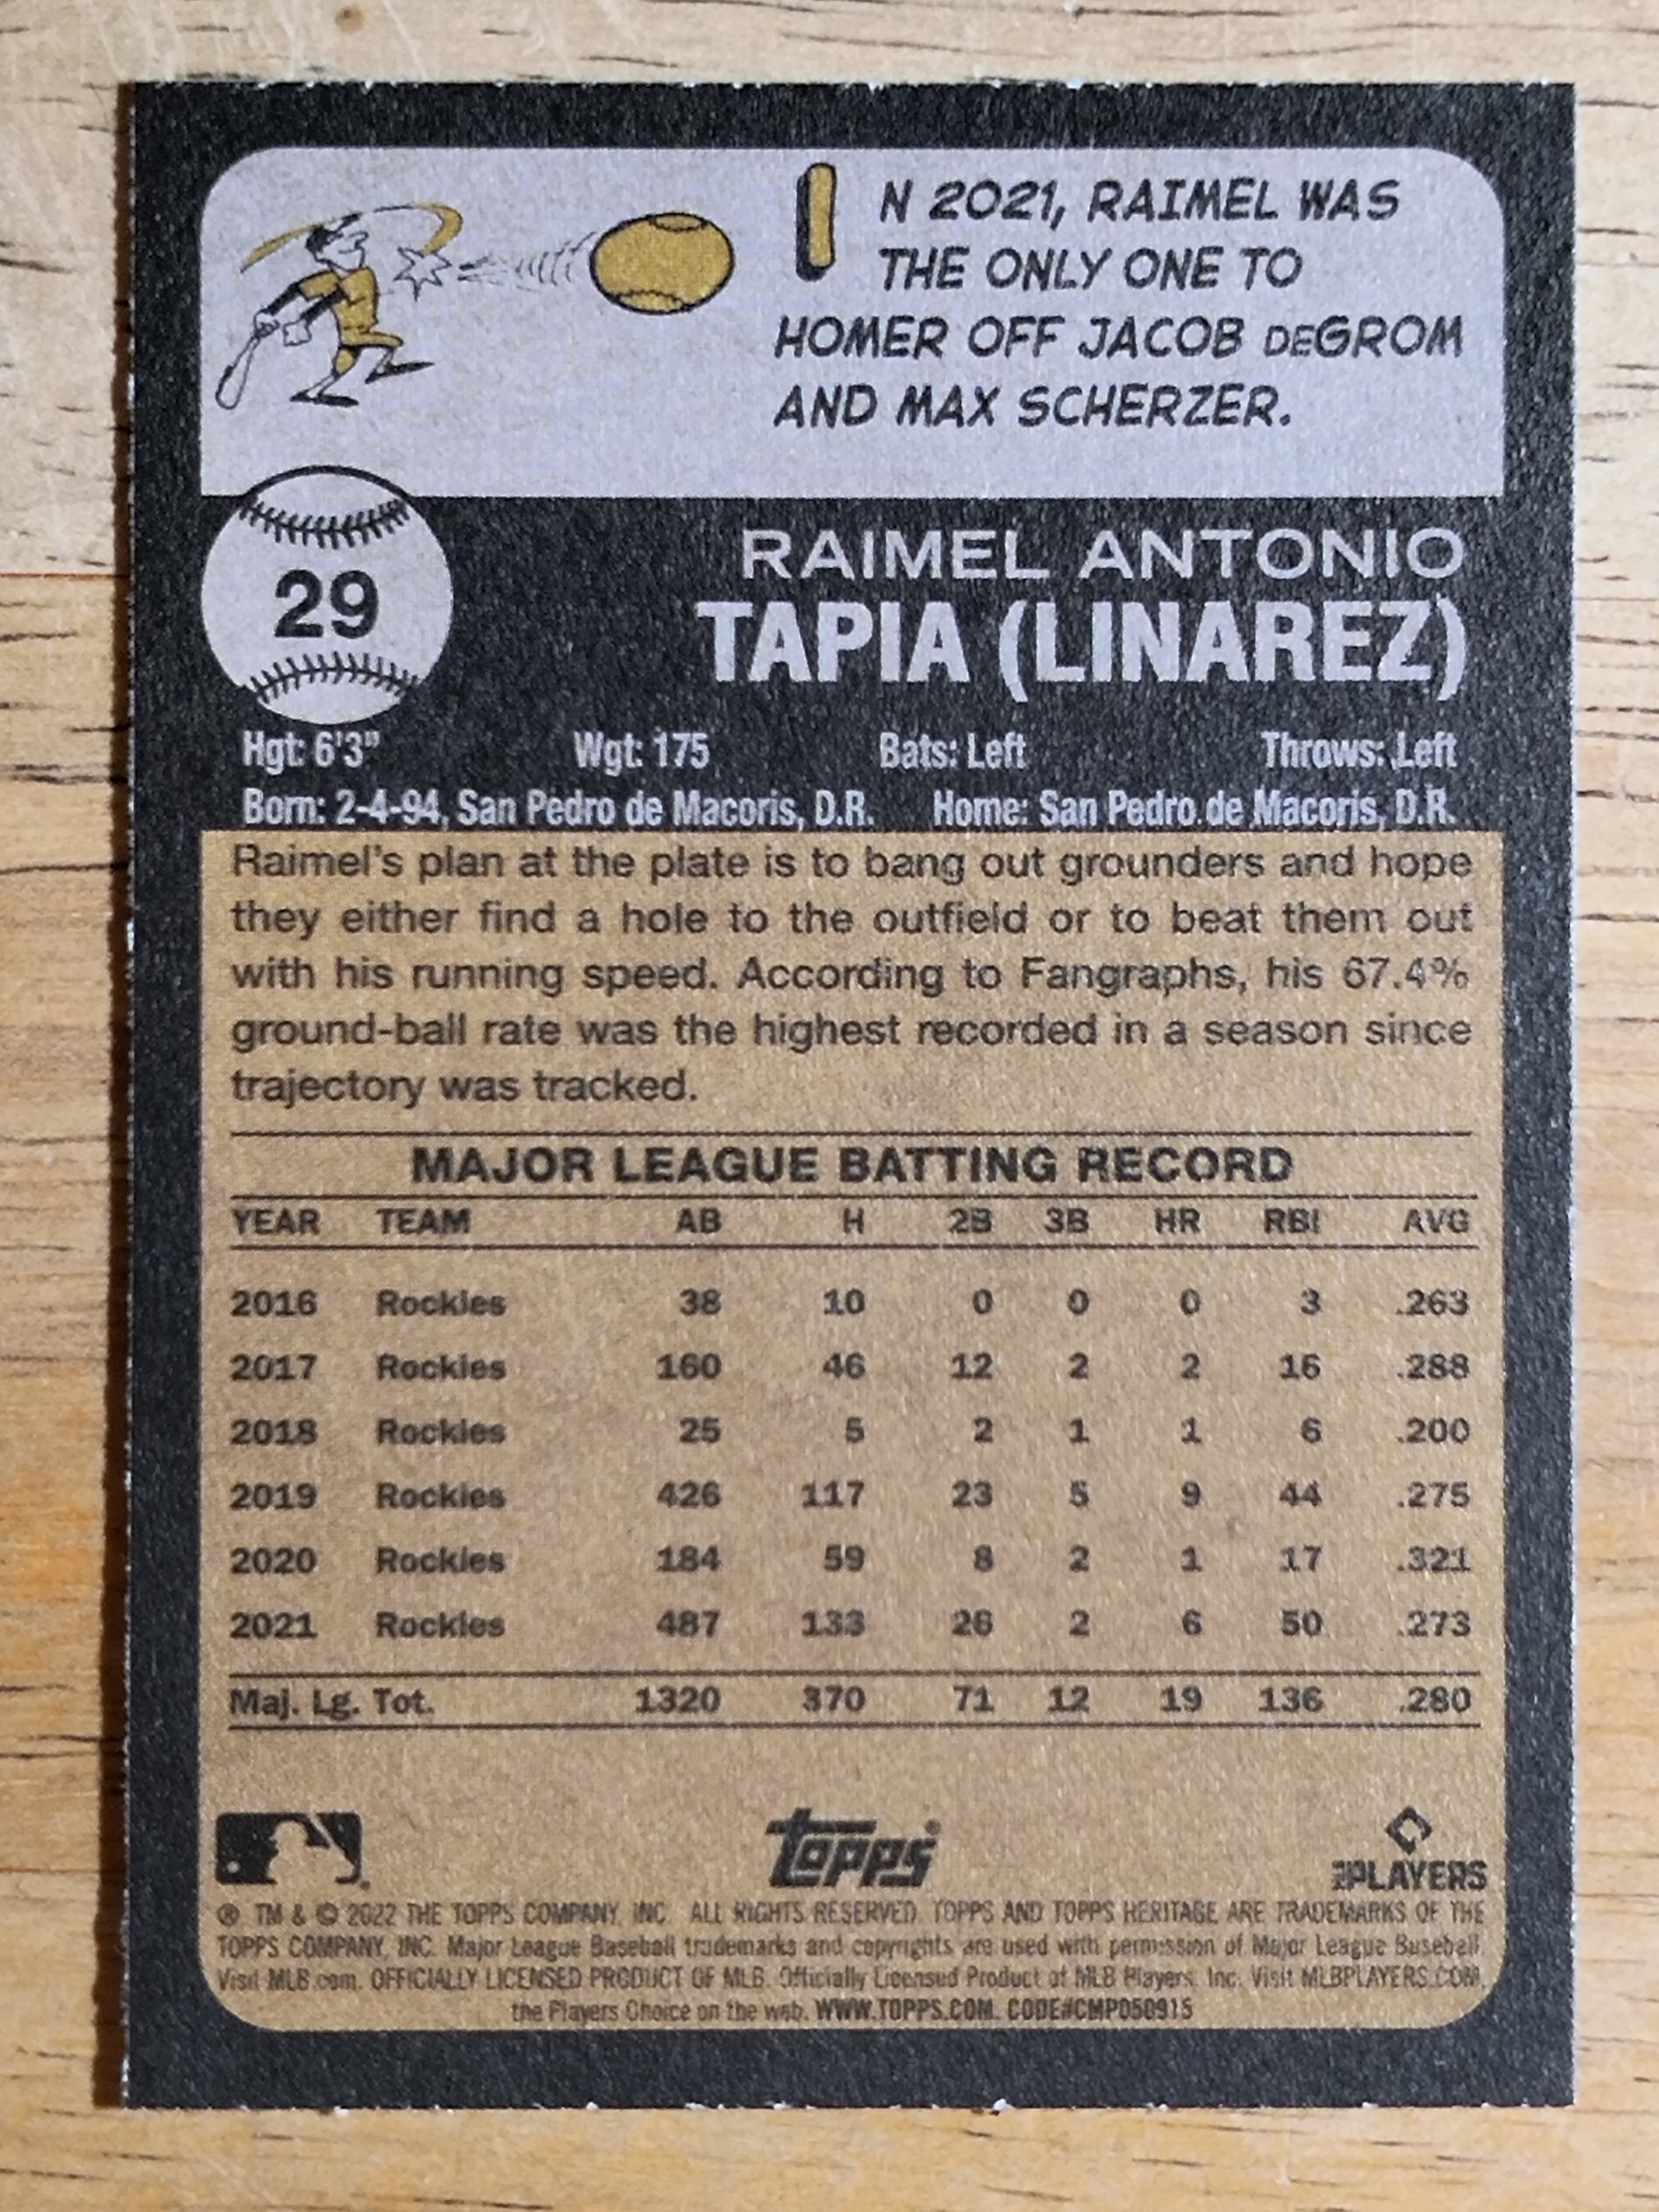 IN 2021, RAIMEL WAS
THE ONLY ONE TO
HOMER OFF JACOB DEGROM
AND MAX SCHERZER.
29
RAIMEL ANTONIO
TAPIA (LINAREZ)
Hgt: 6'3" Wgt: 175 Bats: Left Throws: Left
Born: 2-4-94, San Pedro de Macoris, D.R. Home: San Pedro de Macoris, D.R.
Raimel's plan at the plate is to bang out grounders and hope
they either find a hole to the outfield or to beat them out
with his running speed. According to Fangraphs, his 67.4%
ground-ball rate was the highest recorded in a season since
trajectory was tracked.
MAJOR LEAGUE BATTING RECORD
YEAR TEAM AB H 2B 3B HR RBI AVG
2016 Rockies 38 10 0 0 0 3 .263
2017 Rockies 160 46 12 2 2 16 .288
2018 Rockies 25 5 2 1 1 6 .200
2019 Rockies 426 117 23 5 9 44 .275
2020 Rockies 184 59 8 2 1 17 .321
2021 Rockies 487 133 26 2 6 50 .273
Maj. Lg. Tot. 1320 370 71 12 19 136 .280
topps
MLB PLAYERS
® TM & © 2022 THE TOPPS COMPANY, INC. ALL RIGHTS RESERVED. TOPPS AND TOPPS HERITAGE ARE TRADEMARKS OF THE
TOPPS COMPANY, INC. Major League Baseball trademarks and copyrights are used with permission of Major League Baseball.
Visit MLB.com. OFFICIALLY LICENSED PRODUCT OF MLB. Officially Licensed Product of MLB Players, Inc. Visit MLBPLAYERS.COM,
the Players Choice on the web. WWW.TOPPS.COM. CODE#CMP050915